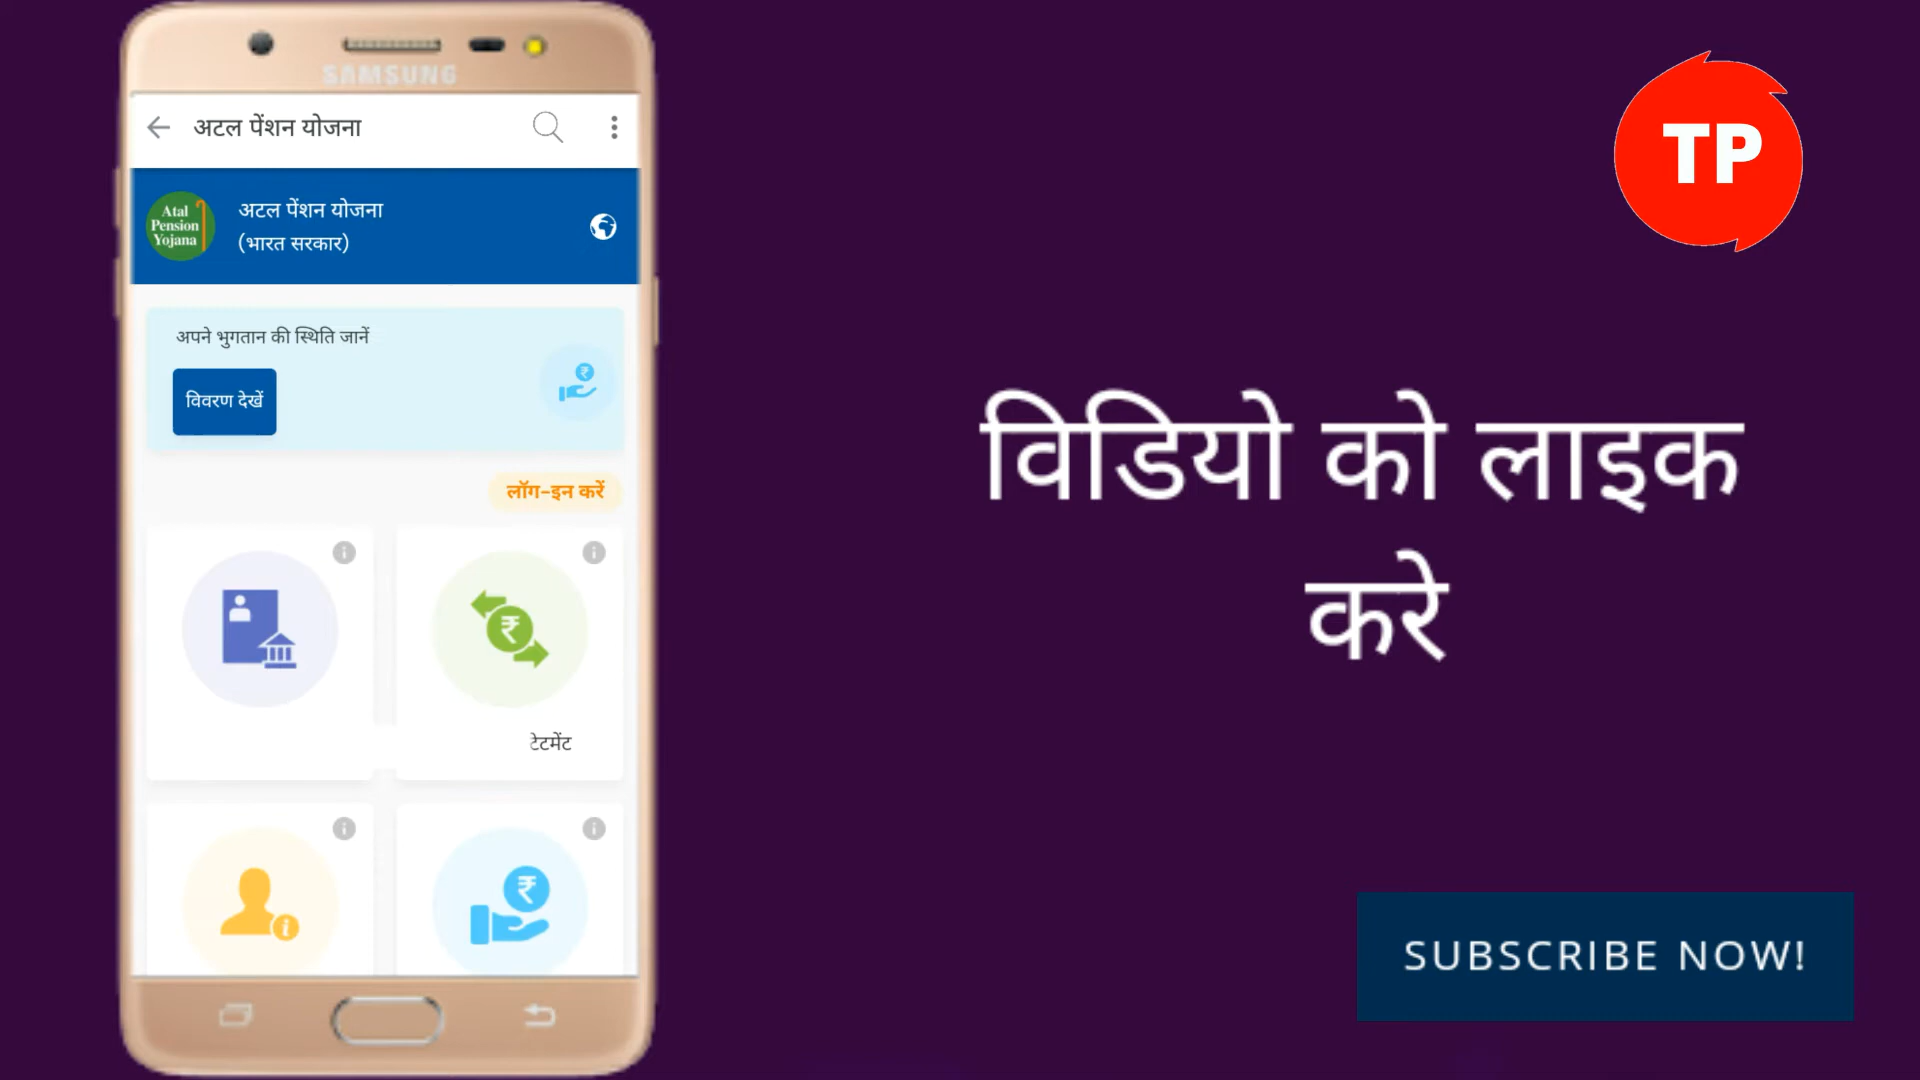 SAMSUNG
अटल पेंशन योजना
Atal
Pension
Yojana
अटल पेंशन योजना
(भारत सरकार)
अपने भुगतान की स्थिति जानें
विवरण देखें
लॉग-इन करें
टेटमेंट
TP
विडियो को लाइक
करे
SUBSCRIBE NOW!